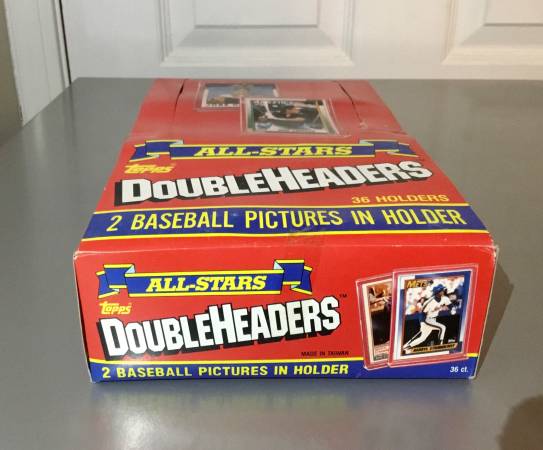 ALL-STARS
Topps
DOUBLEHEADERS
36 HOLDERS
2 BASEBALL PICTURES IN HOLDER
ALL-STARS
Topps
DOUBLEHEADERS™
MADE IN TAIWAN
2 BASEBALL PICTURES IN HOLDER
METS
36 ct.